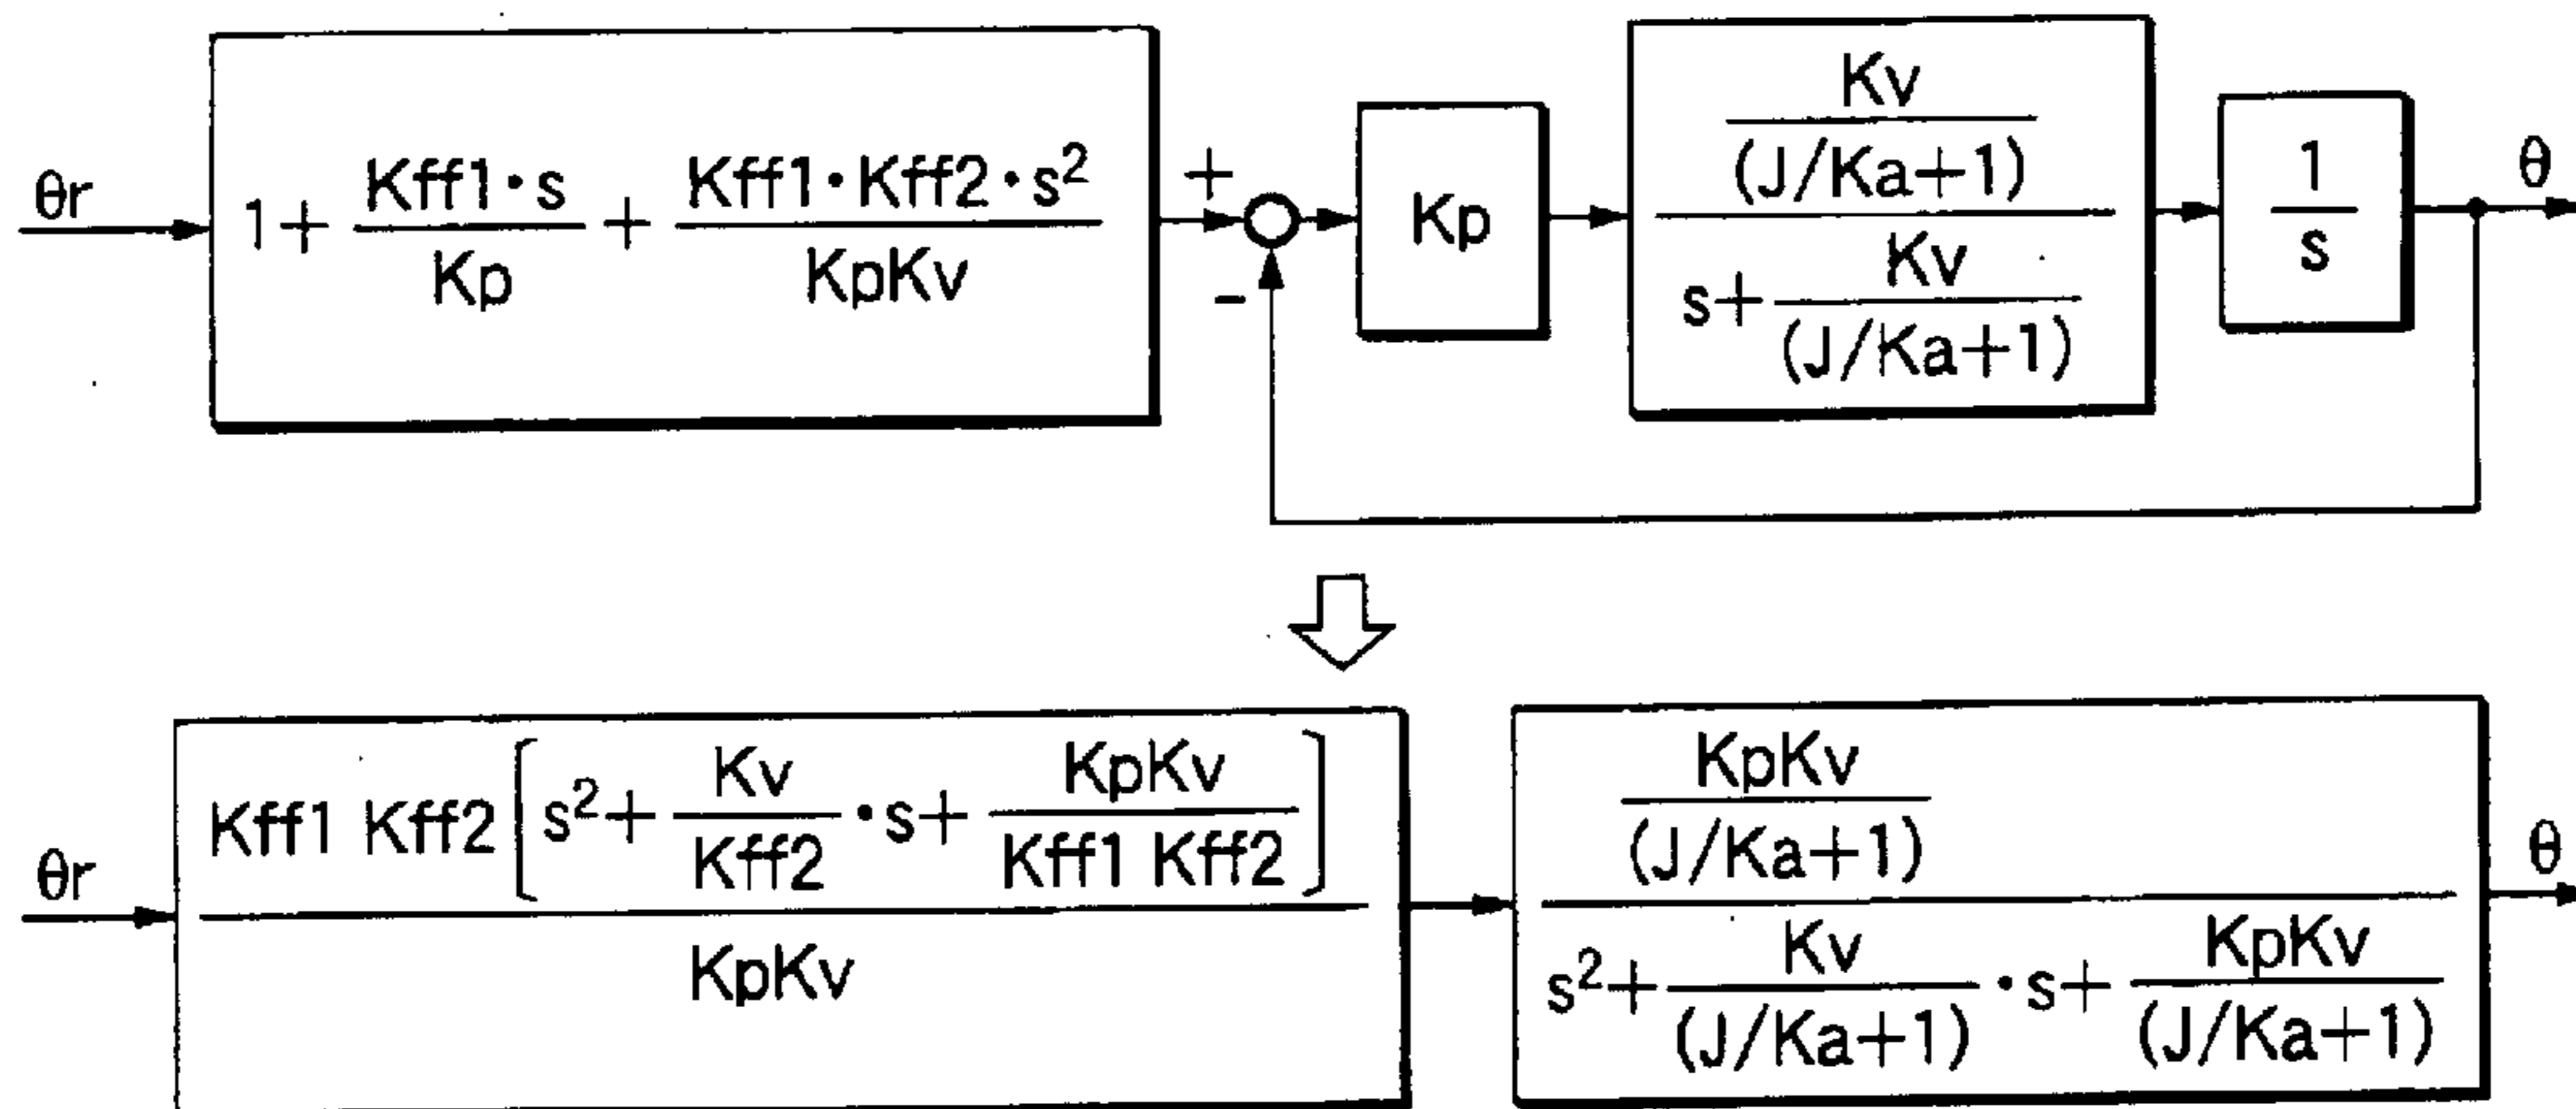 θr
1+ Kff1・s/Kp + Kff1・Kff2・s²/KpKv
+
-
Kp
Kv/(J/Ka+1)
s+ Kv/(J/Ka+1)
1/s
θ
θr
Kff1 Kff2[s²+ Kv/Kff2 ・s+ KpKv/Kff1 Kff2]
KpKv
KpKv/(J/Ka+1)
s²+ Kv/(J/Ka+1) ・s+ KpKv/(J/Ka+1)
θ